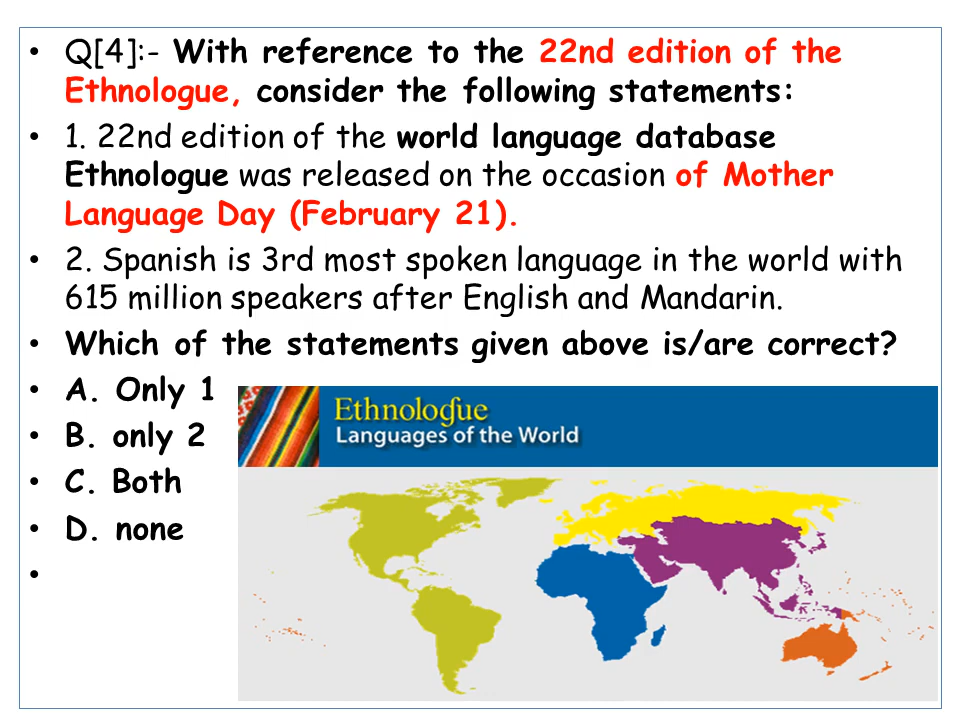 • Q[4]:- With reference to the 22nd edition of the
Ethnologue, consider the following statements:
• 1. 22nd edition of the world language database
Ethnologue was released on the occasion of Mother
Language Day (February 21).
• 2. Spanish is 3rd most spoken language in the world with
615 million speakers after English and Mandarin.
• Which of the statements given above is/are correct?
• A. Only 1
• B. only 2
• C. Both
• D. none
•
Ethnologue
Languages of the World